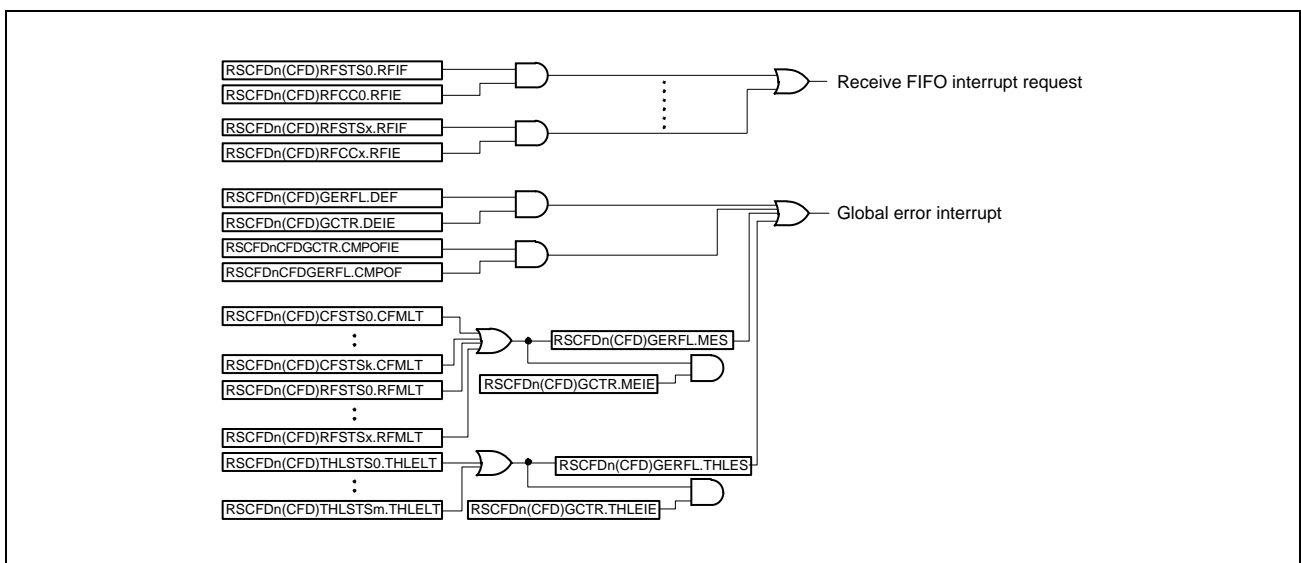 RSCFDn(CFD)RFSTS0.RFIF
RSCFDn(CFD)RFCC0.RFIE
Receive FIFO interrupt request
RSCFDn(CFD)RFSTSx.RFIF
RSCFDn(CFD)RFCCx.RFIE
RSCFDn(CFD)GERFL.DEF
RSCFDn(CFD)GCTR.DEIE
Global error interrupt
RSCFDnCFDGCTR.CMPOFIE
RSCFDnCFDGERFL.CMPOF
RSCFDn(CFD)CFSTS0.CFMLT
RSCFDn(CFD)GERFL.MES
RSCFDn(CFD)CFSTSk.CFMLT
RSCFDn(CFD)GCTR.MEIE
RSCFDn(CFD)RFSTS0.RFMLT
RSCFDn(CFD)RFSTSx.RFMLT
RSCFDn(CFD)THLSTS0.THLELT
RSCFDn(CFD)GERFL.THLES
RSCFDn(CFD)THLSTSm.THLELT
RSCFDn(CFD)GCTR.THLEIE